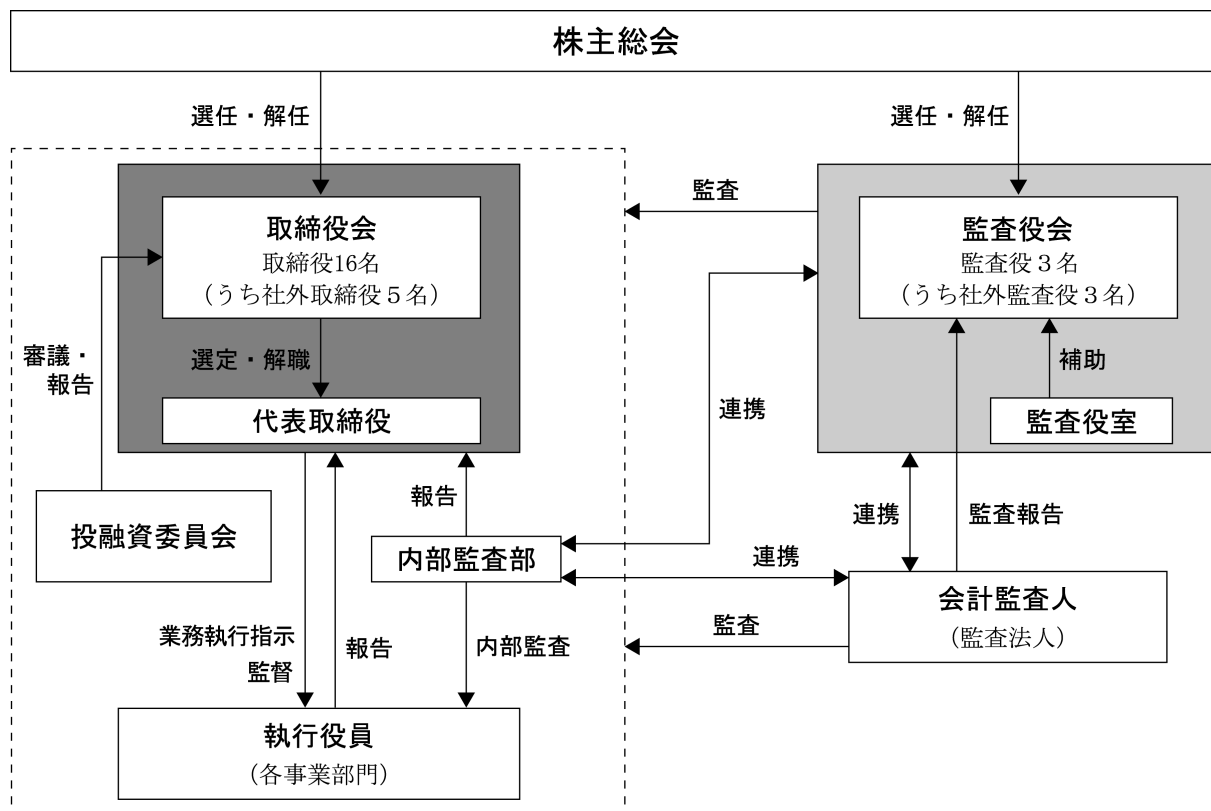 株主総会
選任・解任
選任・解任
取締役会
取締役16名
（うち社外取締役５名）
選定・解職
代表取締役
監査
監査役会
監査役３名
（うち社外監査役３名）
補助
監査役室
審議・
報告
連携
投融資委員会
報告
内部監査部
連携
連携
監査報告
会計監査人
（監査法人）
業務執行指示
監督
報告
内部監査
監査
執行役員
（各事業部門）